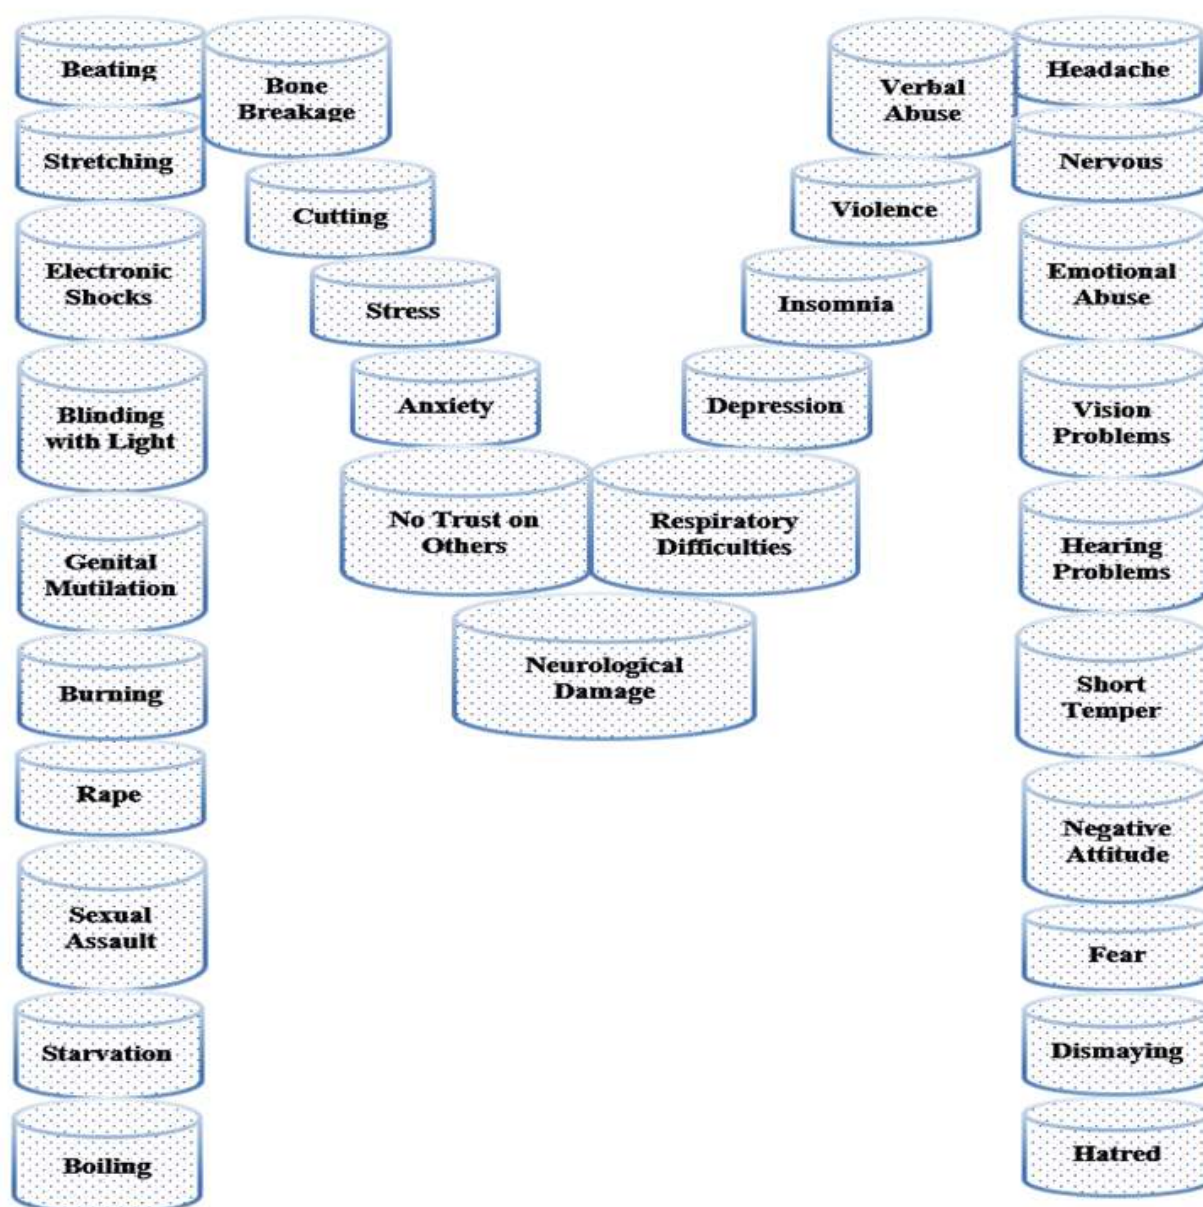 Beating
Bone
Breakage
Verbal
Abuse
Headache
Stretching
Nervous
Cutting
Violence
Electronic
Shocks
Stress
Insomnia
Emotional
Abuse
Blinding
with Light
Anxiety
Depression
Vision
Problems
No Trust on
Others
Respiratory
Difficulties
Genital
Mutilation
Hearing
Problems
Burning
Neurological
Damage
Short
Temper
Rape
Negative
Attitude
Sexual
Assault
Fear
Starvation
Dismaying
Boiling
Hatred